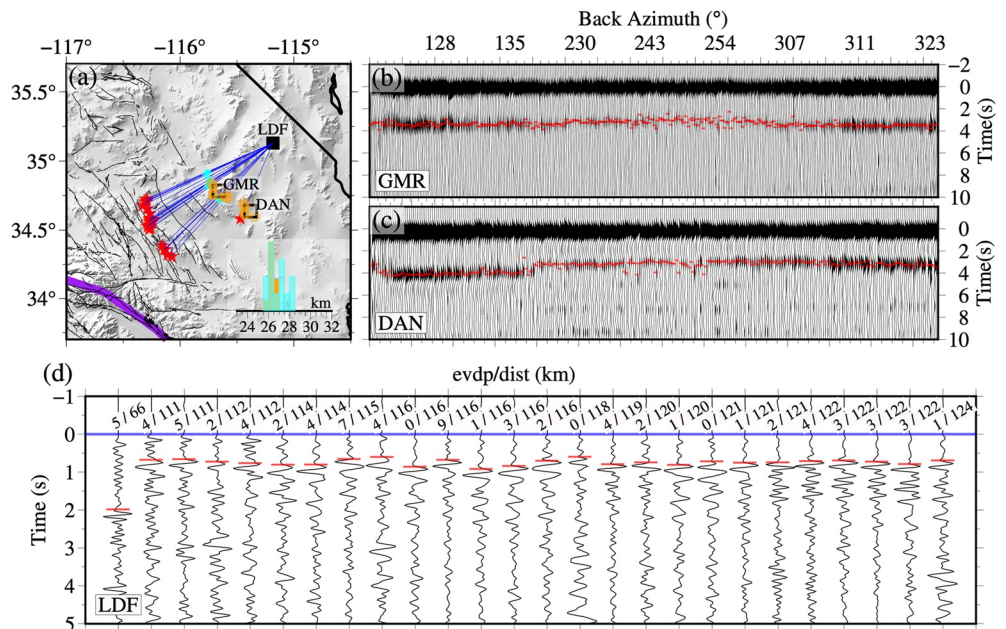 Back Azimuth (°)
−117° −116° −115°
128 135 230 243 254 307 311 323
(a)
35.5°
35°
34.5°
34°
LDF
GMR
DAN
km
24 26 28 30 32
(b)
GMR
−2
0
2
4
6
8
10
Time(s)
(c)
DAN
0
2
4
6
8
10
Time(s)
(d)
evdp/dist (km)
5 / 66 4 / 111 5 / 111 2 / 112 4 / 112 2 / 114 4 / 114 7 / 115 4 / 116 0 / 116 9 / 116 1 / 116 3 / 116 2 / 116 0 / 118 4 / 119 2 / 120 1 / 120 0 / 121 1 / 121 2 / 121 4 / 122 3 / 122 3 / 122 1 / 124
−1
0
1
2
3
4
5
Time (s)
LDF